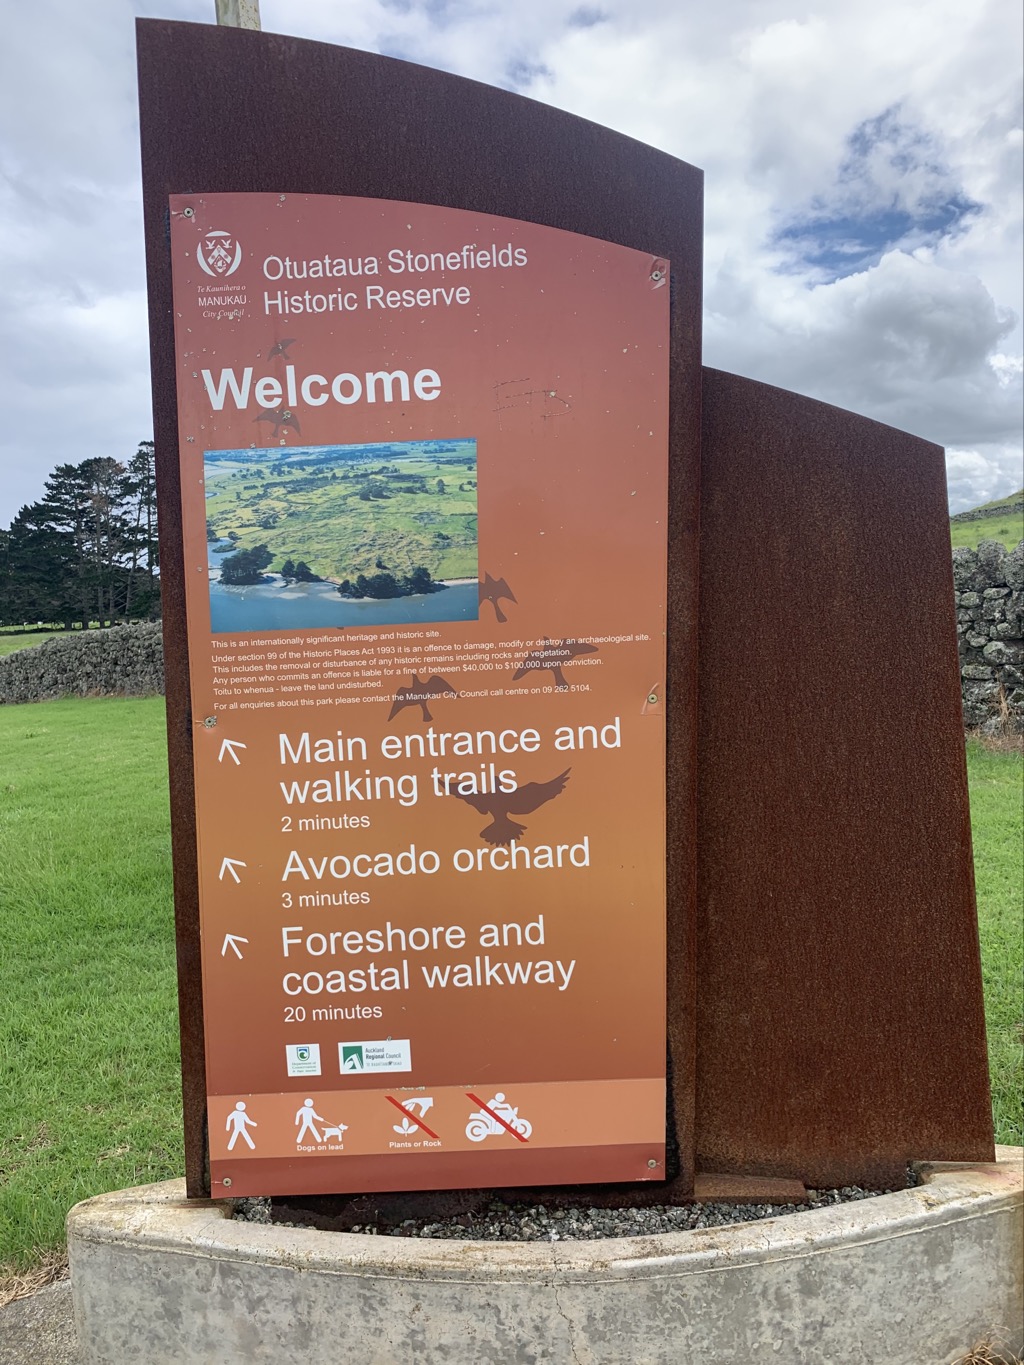 Te Kaunihera o
MANUKAU
City Council
Otuataua Stonefields
Historic Reserve
Welcome
This is an internationally significant heritage and historic site.
Under section 99 of the Historic Places Act 1993 it is an offence to damage, modify or destroy an archaeological site.
This includes the removal or disturbance of any historic remains including rocks and vegetation.
Any person who commits an offence is liable for a fine of between $40,000 to $100,000 upon conviction.
Toitu to whenua - leave the land undisturbed.
For all enquiries about this park please contact the Manukau City Council call centre on 09 262 5104.
Main entrance and
walking trails
2 minutes
Avocado orchard
3 minutes
Foreshore and
coastal walkway
20 minutes
Department of
Conservation
Auckland
Regional Council
Dogs on lead
Plants or Rock